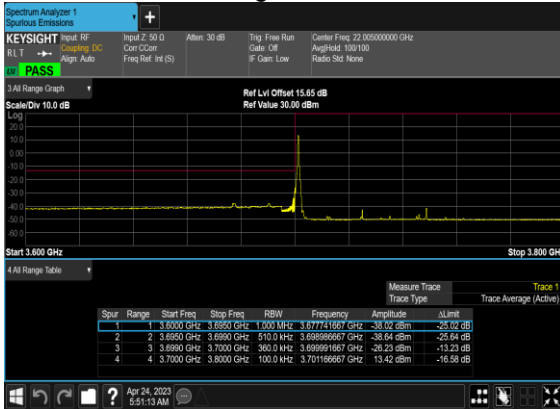 Spectrum Analyzer 1
Spurious Emissions
+
KEYSIGHT Input: RF Input Z: 50 Ω Atten: 30 dB Trig: Free Run Center Freq: 22.005000000 GHz
RLT Coupling: DC Corr CCorr Gate: Off Avg|Hold: 100/100
Align: Auto Freq Ref: Int (S) IF Gain: Low Radio Std: None
PASS
3 All Range Graph
Ref Lvl Offset 15.65 dB
Scale/Div 10.0 dB Ref Value 30.00 dBm
Log
20.0
10.0
0.00
-10.0
-20.0
-30.0
-40.0
-50.0
-60.0
Start 3.600 GHz Stop 3.800 GH
4 All Range Table
Measure Trace Trace 1
Trace Type Trace Average (Active)
Spur Range Start Freq Stop Freq RBW Frequency Amplitude ΔLimit
1 1 3.6000 GHz 3.6950 GHz 1.000 MHz 3.677741667 GHz -38.02 dBm -25.02 dB
2 2 3.6950 GHz 3.6990 GHz 510.0 kHz 3.698986667 GHz -38.64 dBm -25.64 dB
3 3 3.6990 GHz 3.7000 GHz 360.0 kHz 3.699991667 GHz -26.23 dBm -13.23 dB
4 4 3.7000 GHz 3.8000 GHz 100.0 kHz 3.701166667 GHz 13.42 dBm -16.58 dB
?
Apr 24, 2023
5:51:13 AM